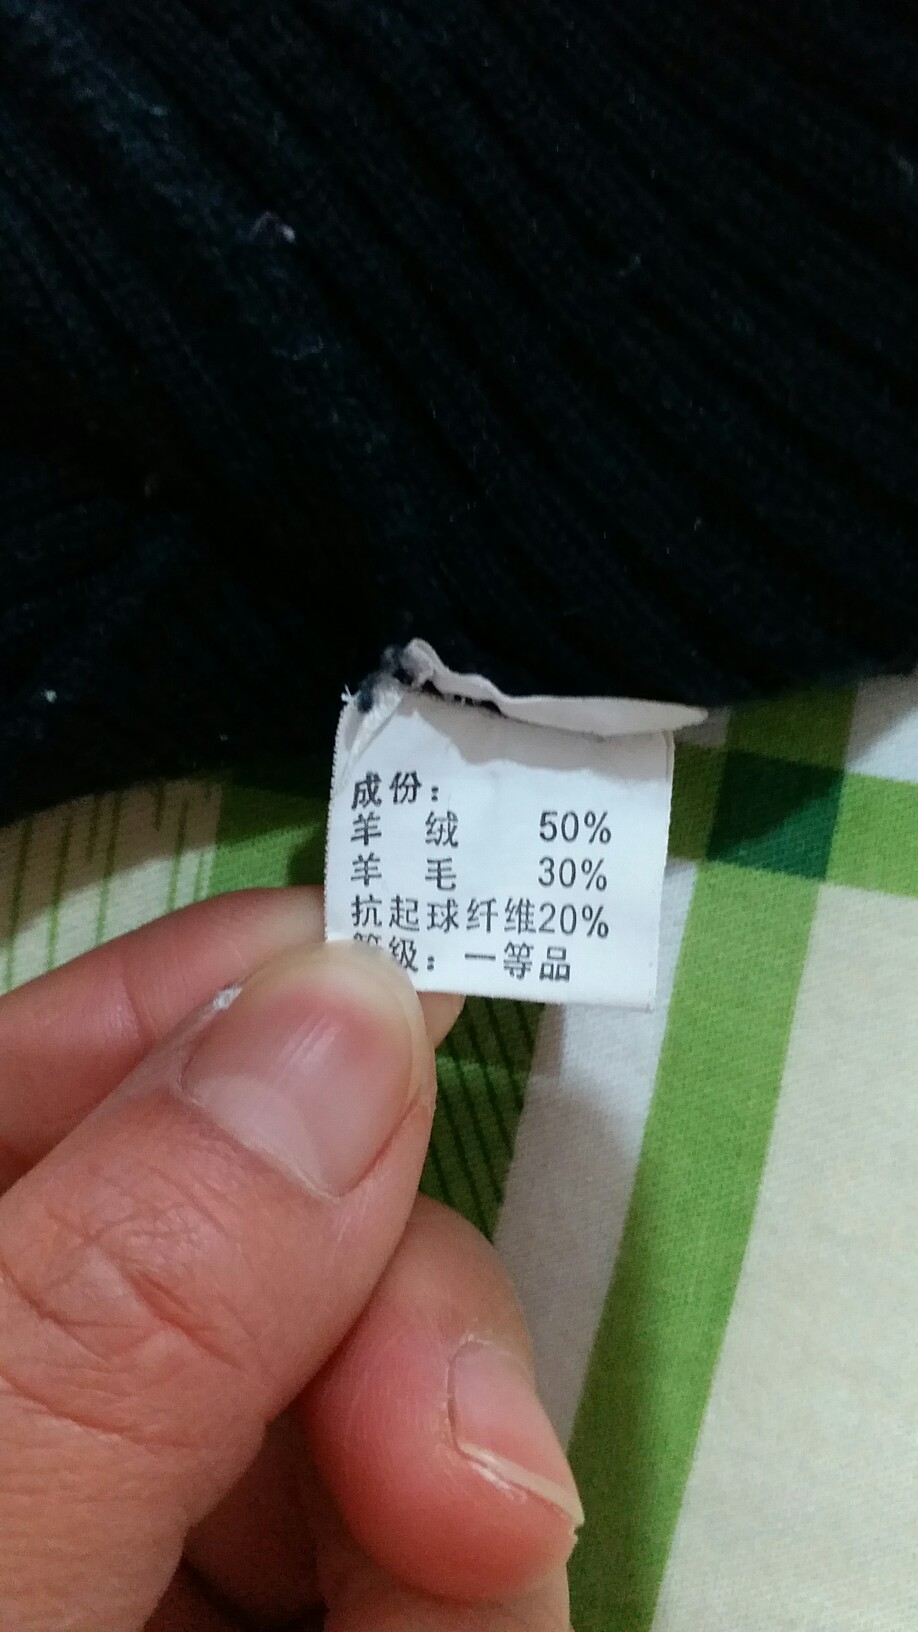 成份：
羊 绒 50%
羊 毛 30%
抗起球纤维20%
等级：一等品